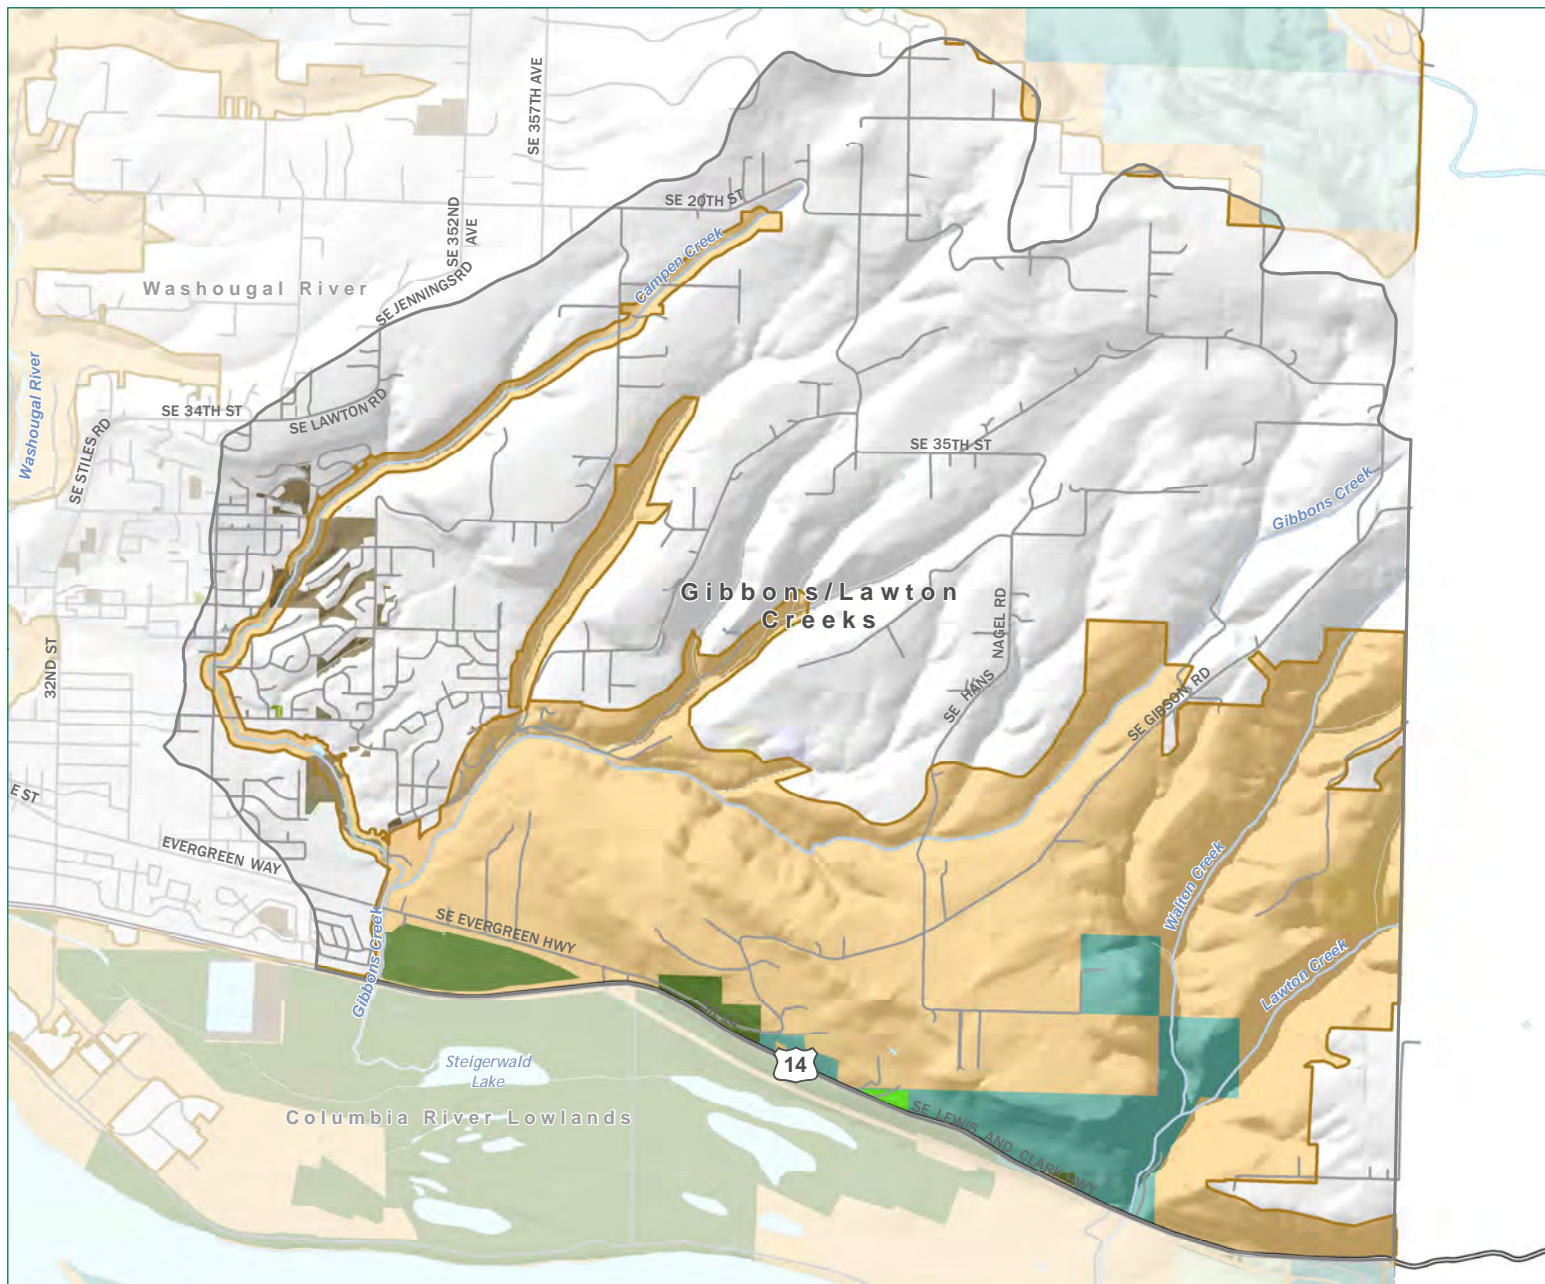 SE 357TH AVE
SE 20TH ST
SE 352ND
AVE
Campen Creek
Washougal River
SE JENNINGS RD
Washougal River
SE 34TH ST
SE LAWTON RD
SE STILES RD
SE 35TH ST
Gibbons Creek
Gibbons/Lawton
Creeks
SE HANS NAGEL RD
32ND ST
SE GIBSON RD
E ST
EVERGREEN WAY
Walton Creek
SE EVERGREEN HWY
Gibbons Creek
Lawton Creek
14
Steigerwald
Lake
Columbia River Lowlands
SE LEWIS AND CLARK HWY